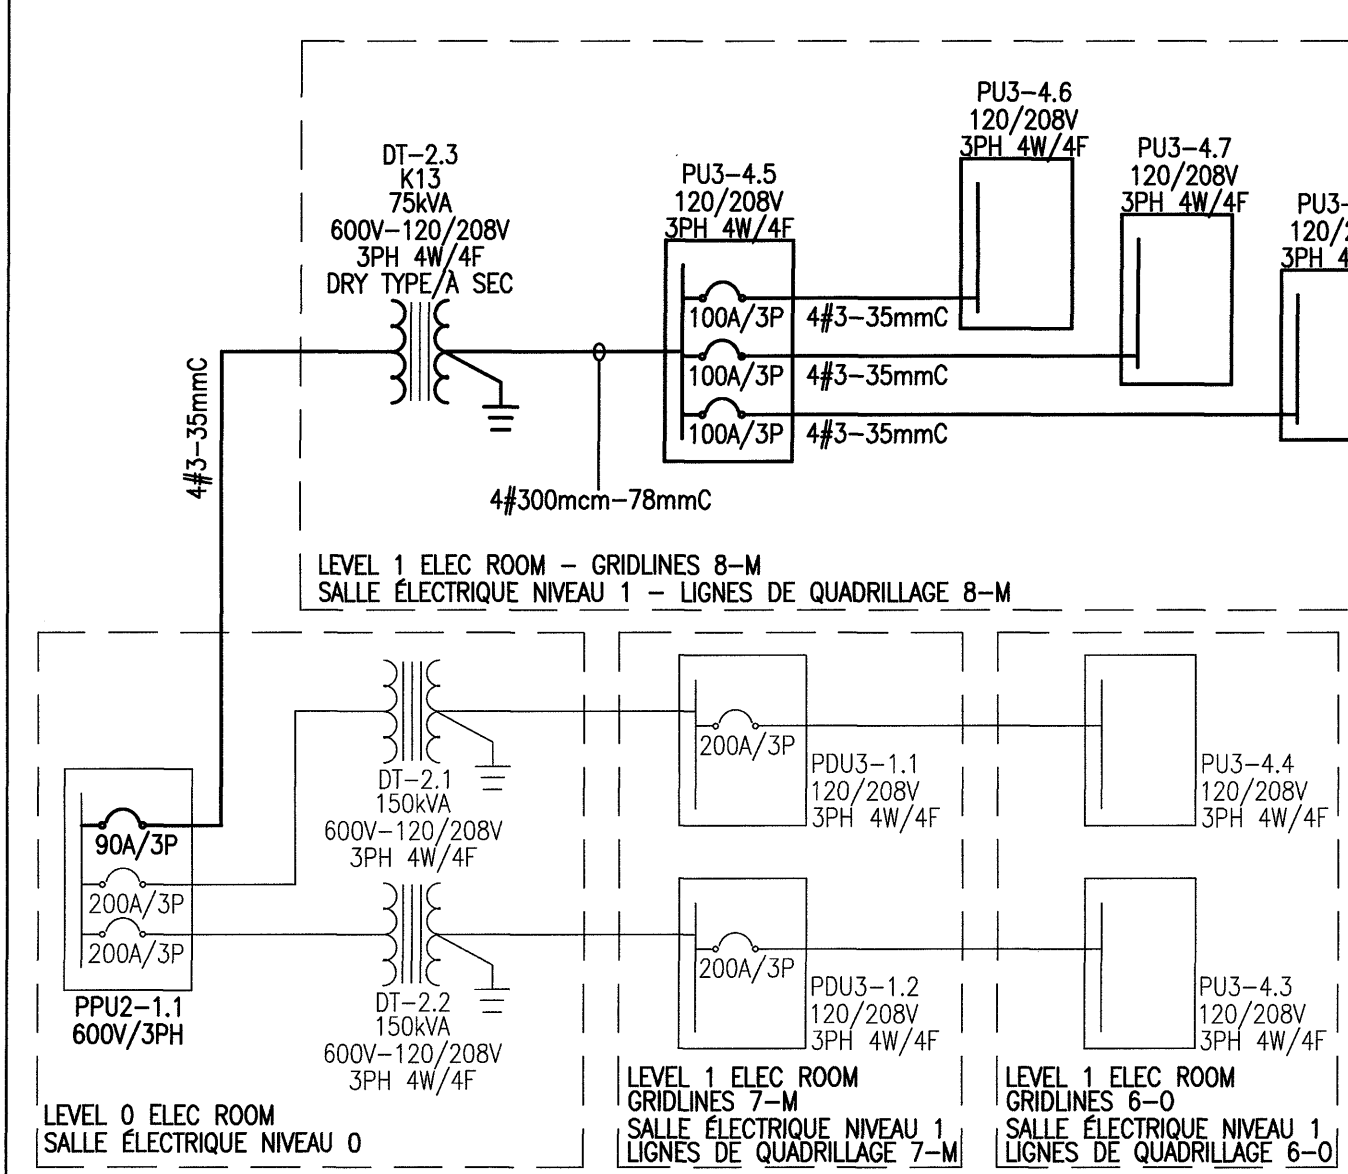 PU3-4.6
120/208V
3PH 4W/4F
PU3-4.7
120/208V
3PH 4W/4F
PU3-
120/2
3PH 4
DT-2.3
K13
75kVA
600V-120/208V
3PH 4W/4F
DRY TYPE/À SEC
PU3-4.5
120/208V
3PH 4W/4F
100A/3P
4#3-35mmC
100A/3P
4#3-35mmC
100A/3P
4#3-35mmC
4#3-35mmC
4#300mcm-78mmC
LEVEL 1 ELEC ROOM - GRIDLINES 8-M
SALLE ÉLECTRIQUE NIVEAU 1 - LIGNES DE QUADRILLAGE 8-M
90A/3P
200A/3P
200A/3P
PPU2-1.1
600V/3PH
DT-2.1
150kVA
600V-120/208V
3PH 4W/4F
DT-2.2
150kVA
600V-120/208V
3PH 4W/4F
LEVEL 0 ELEC ROOM
SALLE ÉLECTRIQUE NIVEAU 0
200A/3P
PDU3-1.1
120/208V
3PH 4W/4F
200A/3P
PDU3-1.2
120/208V
3PH 4W/4F
LEVEL 1 ELEC ROOM
GRIDLINES 7-M
SALLE ÉLECTRIQUE NIVEAU 1
LIGNES DE QUADRILLAGE 7-M
PU3-4.4
120/208V
3PH 4W/4F
PU3-4.3
120/208V
3PH 4W/4F
LEVEL 1 ELEC ROOM
GRIDLINES 6-O
SALLE ÉLECTRIQUE NIVEAU 1
LIGNES DE QUADRILLAGE 6-O